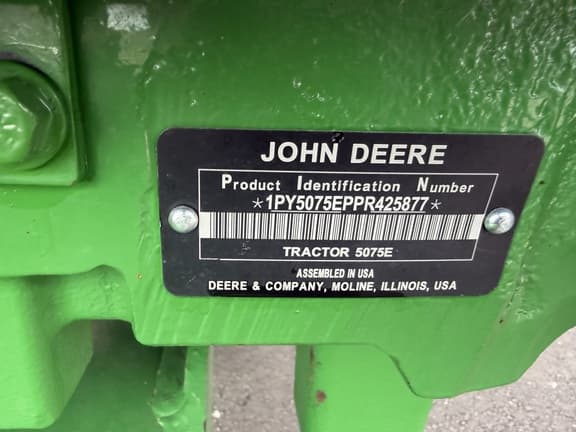 JOHN DEERE
Product Identification Number
*1PY5075EPPR425877*
TRACTOR 5075E
ASSEMBLED IN USA
DEERE & COMPANY, MOLINE, ILLINOIS, USA